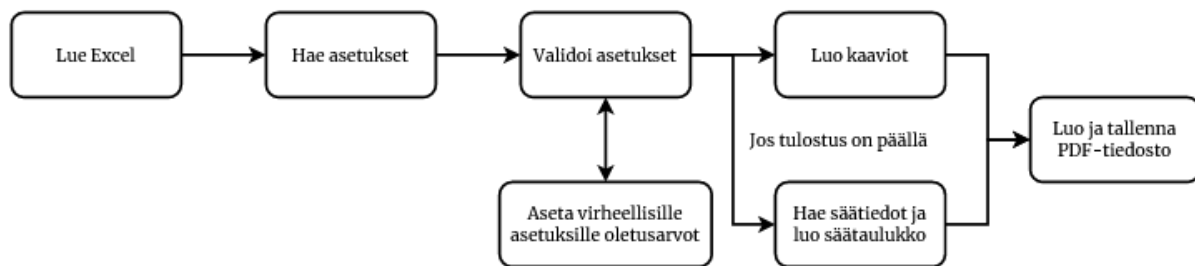 Lue Excel
Hae asetukset
Validoi asetukset
Luo kaaviot
Jos tulostus on päällä
Luo ja tallenna
PDF-tiedosto
Aseta virheellisille
asetuksille oletusarvot
Hae säätiedot ja
luo säätaulukko